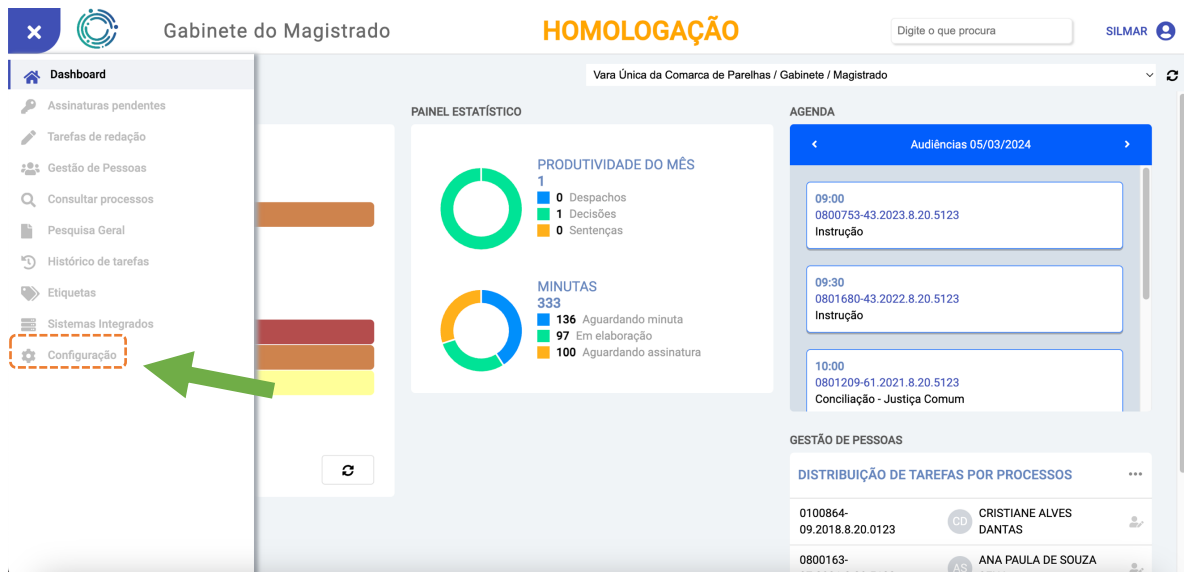 Gabinete do Magistrado
HOMOLOGAÇÃO
Digite o que procura
SILMAR
Dashboard
Assinaturas pendentes
Tarefas de redação
Gestão de Pessoas
Consultar processos
Pesquisa Geral
Histórico de tarefas
Etiquetas
Sistemas Integrados
Configuração
Vara Única da Comarca de Parelhas / Gabinete / Magistrado
PAINEL ESTATÍSTICO
PRODUTIVIDADE DO MÊS
1
0 Despachos
1 Decisões
0 Sentenças
MINUTAS
333
136 Aguardando minuta
97 Em elaboração
100 Aguardando assinatura
AGENDA
Audiências 05/03/2024
09:00
0800753-43.2023.8.20.5123
Instrução
09:30
0801680-43.2022.8.20.5123
Instrução
10:00
0801209-61.2021.8.20.5123
Conciliação - Justiça Comum
GESTÃO DE PESSOAS
DISTRIBUIÇÃO DE TAREFAS POR PROCESSOS
0100864-
09.2018.8.20.0123
CD
CRISTIANE ALVES
DANTAS
0800163-
AS
ANA PAULA DE SOUZA